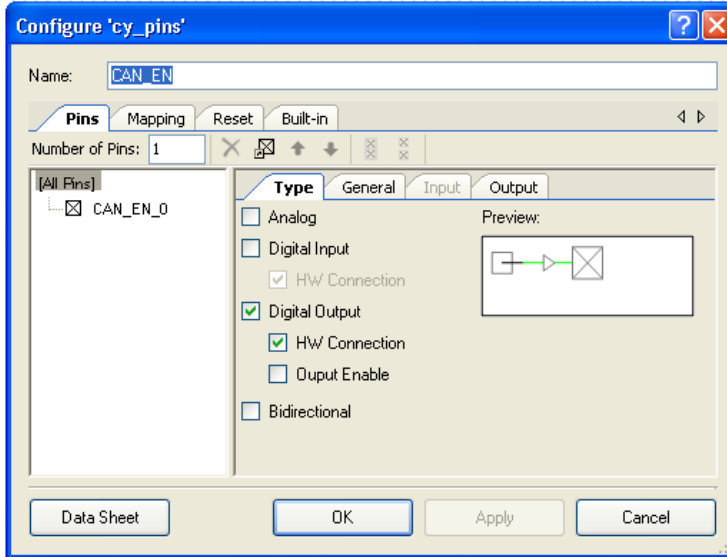 Configure 'cy_pins'
Name: CAN_EN
Pins Mapping Reset Built-in
Number of Pins: 1
[All Pins]
CAN_EN_0
Type General Input Output
Analog
Preview:
Digital Input
HW Connection
Digital Output
HW Connection
Ouput Enable
Bidirectional
Data Sheet OK Apply Cancel